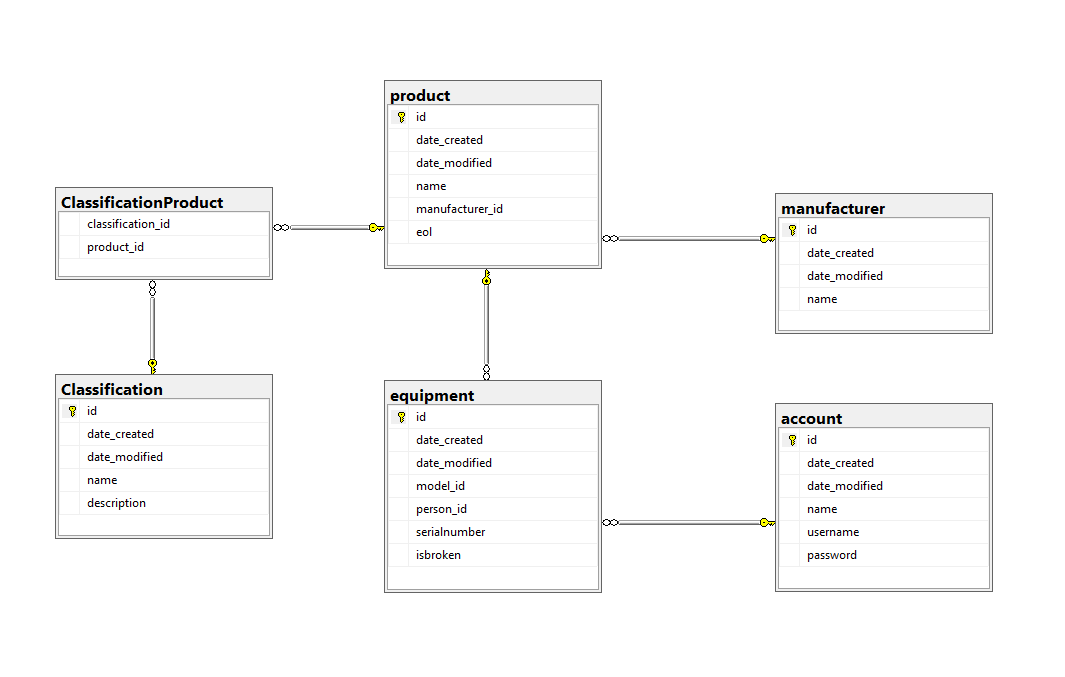 product
id
date_created
date_modified
name
manufacturer_id
eol
ClassificationProduct
classification_id
product_id
manufacturer
id
date_created
date_modified
name
Classification
id
date_created
date_modified
name
description
equipment
id
date_created
date_modified
model_id
person_id
serialnumber
isbroken
account
id
date_created
date_modified
name
username
password